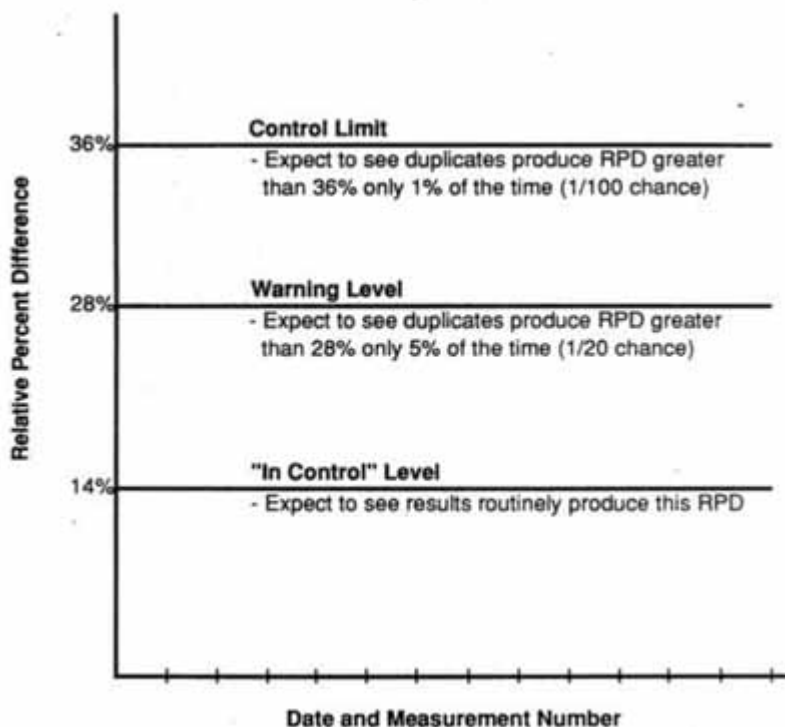 Relative Percent Difference
36%
Control Limit
- Expect to see duplicates produce RPD greater
than 36% only 1% of the time (1/100 chance)
28%
Warning Level
- Expect to see duplicates produce RPD greater
than 28% only 5% of the time (1/20 chance)
14%
"In Control" Level
- Expect to see results routinely produce this RPD
Date and Measurement Number